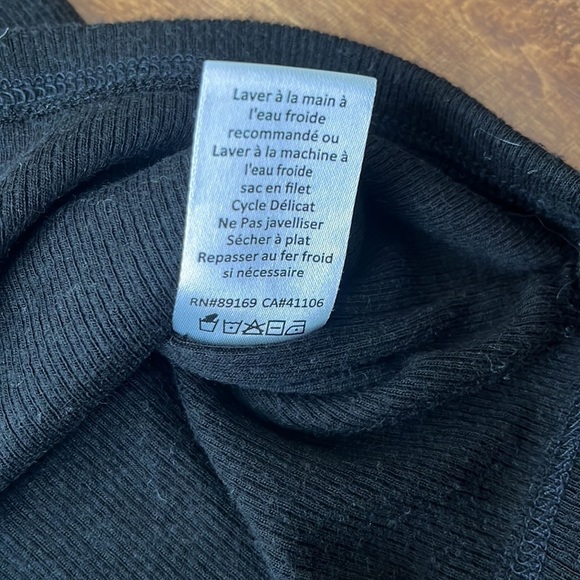 Laver à la main à
l'eau froide
recommandé ou
Laver à la machine à
l'eau froide
sac en filet
Cycle Délicat
Ne Pas javelliser
Sécher à plat
Repasser au fer froid
si nécessaire
RN#89169 CA#41106